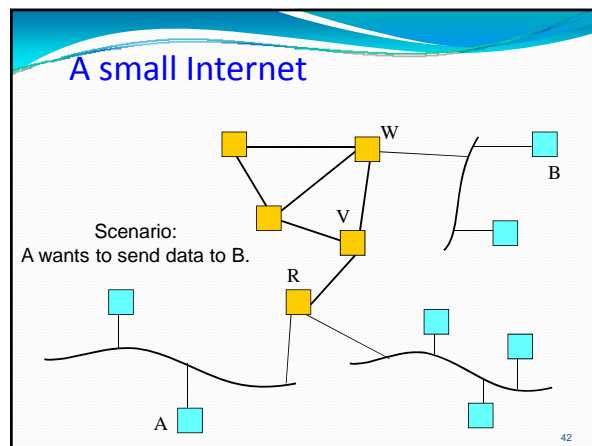 A small Internet
W
B
V
Scenario:
A wants to send data to B.
R
A
42